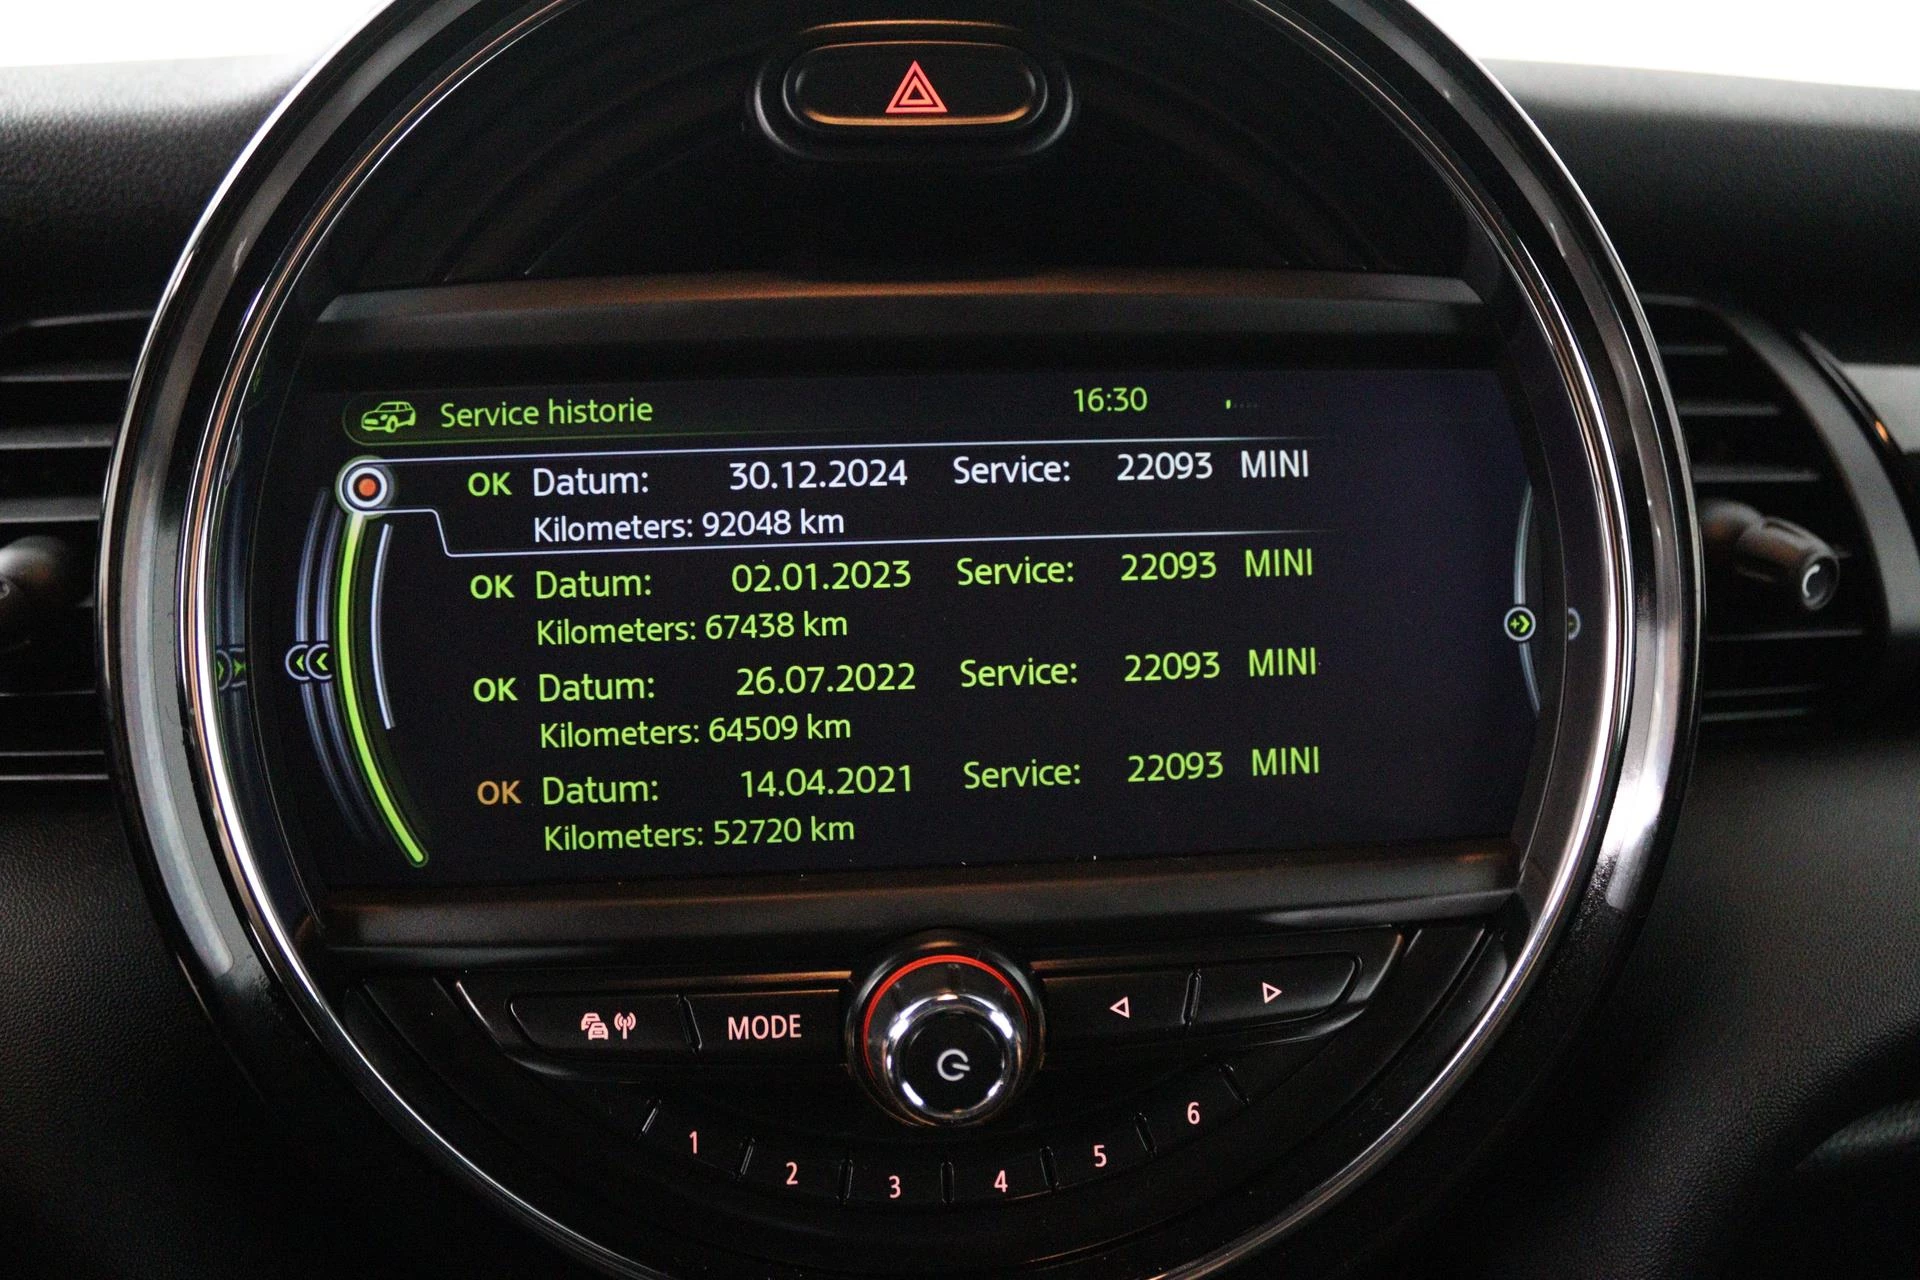 Service historie 16:30
OK Datum: 30.12.2024 Service: 22093 MINI
Kilometers: 92048 km
OK Datum: 02.01.2023 Service: 22093 MINI
Kilometers: 67438 km
OK Datum: 26.07.2022 Service: 22093 MINI
Kilometers: 64509 km
OK Datum: 14.04.2021 Service: 22093 MINI
Kilometers: 52720 km
MODE
1 2 3 4 5 6